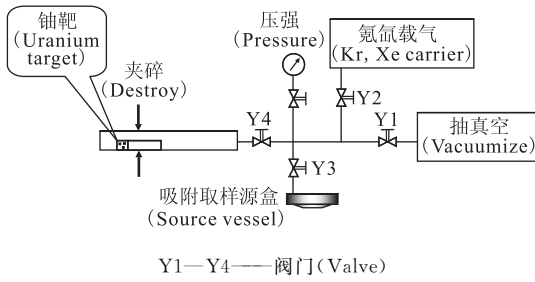 铀靶
(Uranium
target)
夹碎
(Destroy)
压强
(Pressure)
氪氙载气
(Kr, Xe carrier)
Y2
Y4
Y1
抽真空
(Vacuumize)
Y3
吸附取样源盒
(Source vessel)
Y1—Y4——阀门(Valve)